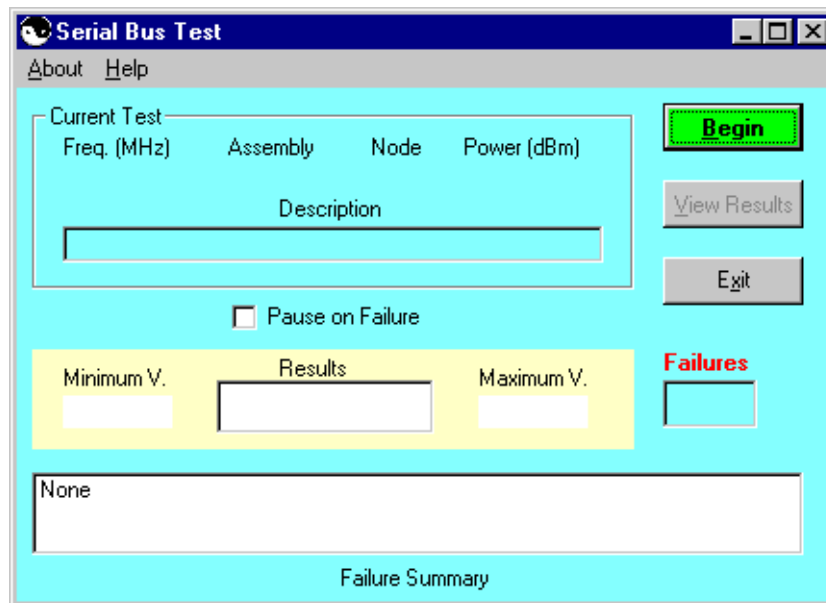 Serial Bus Test
About Help
Current Test
Freq. (MHz) Assembly Node Power (dBm)
Description
Begin
View Results
Exit
Pause on Failure
Minimum V. Results Maximum V.
Failures
None
Failure Summary